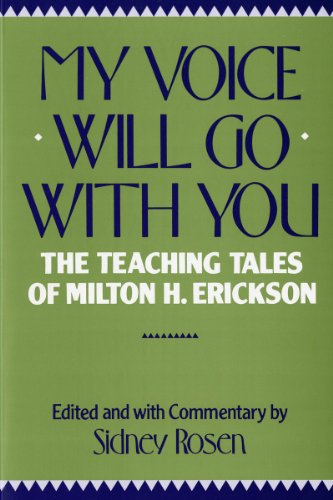 MY VOICE
· WILL GO ·
WITH YOU
THE TEACHING TALES
OF MILTON H. ERICKSON
Edited and with Commentary by
Sidney Rosen